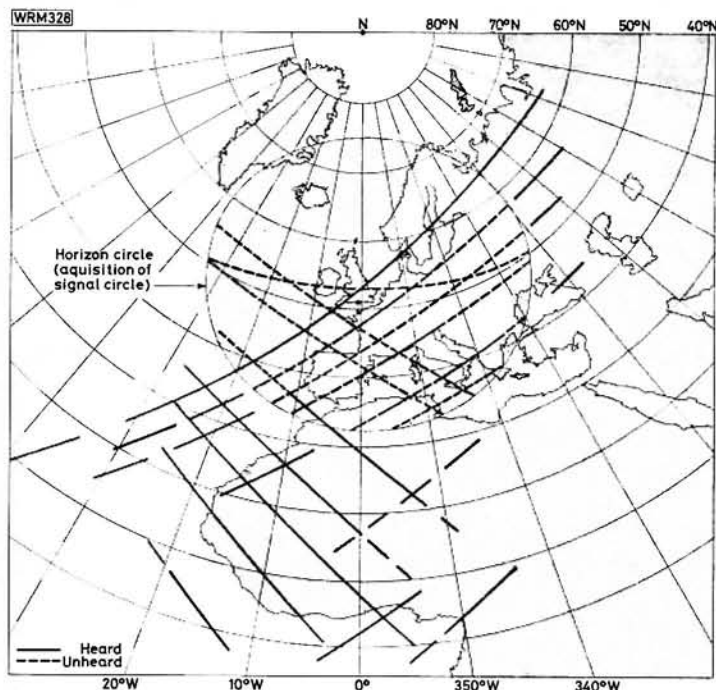 WRM328
N
80°N
70°N
60°N
50°N
40°N
Horizon circle
(aquisition of
signal circle)
Heard
Unheard
20°W
10°W
0°
350°W
340°W